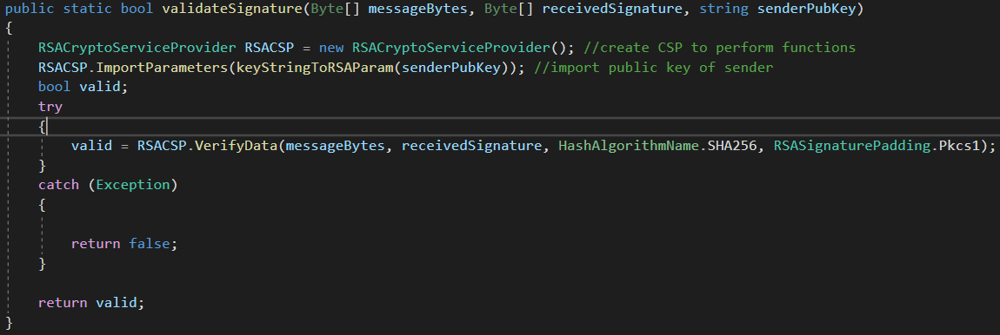 public static bool validateSignature(Byte[] messageBytes, Byte[] receivedSignature, string senderPubKey)
{
RSACryptoServiceProvider RSACSP = new RSACryptoServiceProvider(); //create CSP to perform functions
RSACSP.ImportParameters(keyStringToRSAParam(senderPubKey)); //import public key of sender
bool valid;
try
{
valid = RSACSP.VerifyData(messageBytes, receivedSignature, HashAlgorithmName.SHA256, RSASignaturePadding.Pkcs1);
}
catch (Exception)
{
return false;
}
return valid;
}